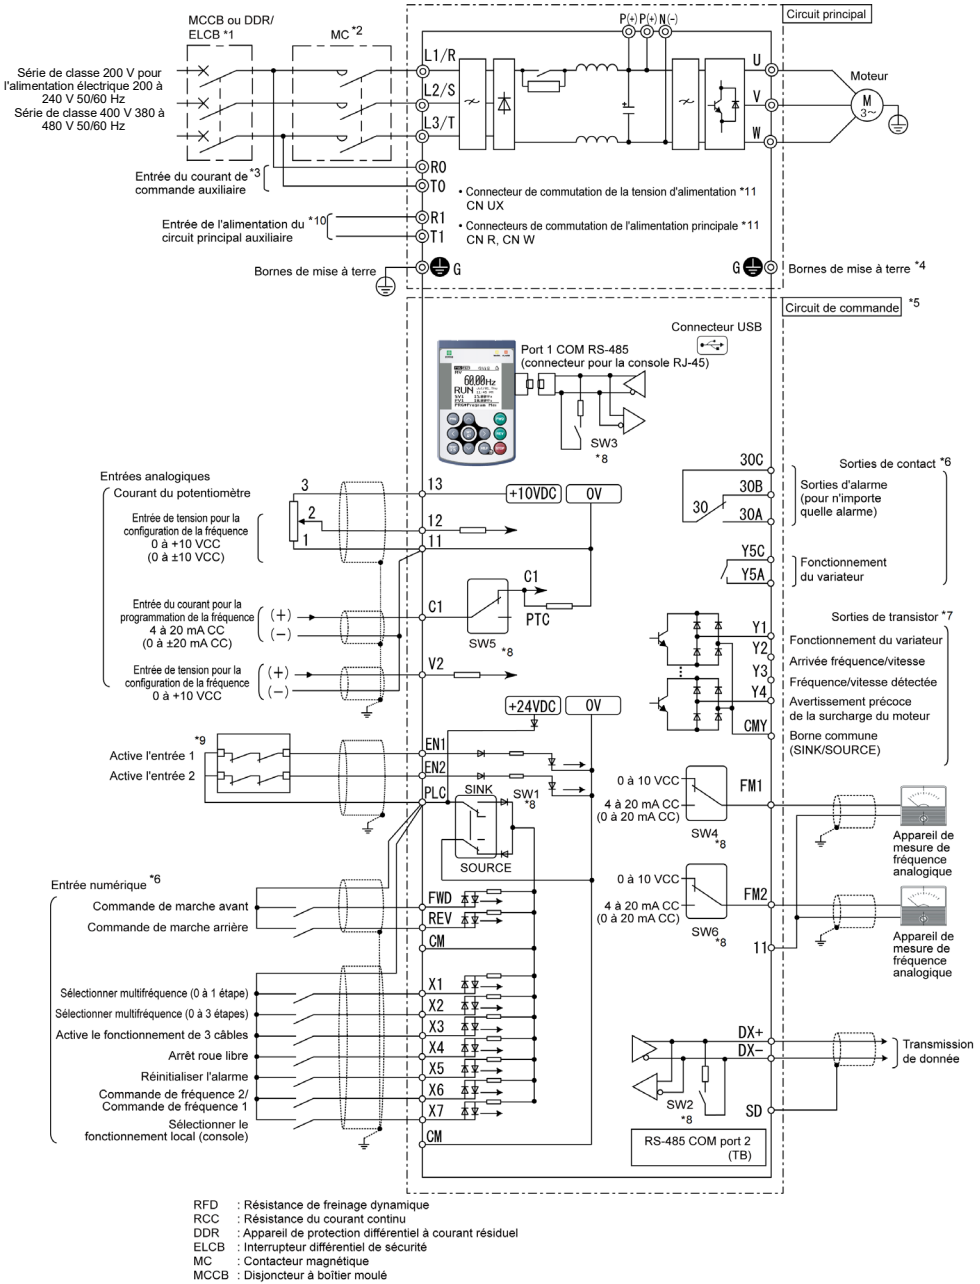 MCCB ou DDR/
ELCB *1
MC *2
Circuit principal
P(+) P(+) N(-)
Série de classe 200 V pour
l'alimentation électrique 200 à
240 V 50/60 Hz
Série de classe 400 V 380 à
480 V 50/60 Hz
L1/R
L2/S
L3/T
U
V
W
Moteur
M
3~
Entrée du courant de *3
commande auxiliaire
R0
T0
• Connecteur de commutation de la tension d'alimentation *11
CN UX
Entrée de l'alimentation du *10
circuit principal auxiliaire
R1
T1
• Connecteurs de commutation de l'alimentation principale *11
CN R, CN W
Bornes de mise à terre
G
G
Bornes de mise à terre *4
Circuit de commande *5
Connecteur USB
Port 1 COM RS-485
(connecteur pour la console RJ-45)
60.00Hz
RUN
SW3
*8
Entrées analogiques
Courant du potentiomètre
3
2
1
Entrée de tension pour la
configuration de la fréquence
0 à +10 VCC
(0 à ±10 VCC)
13
12
11
+10VDC
0V
30C
30B
30
30A
Sorties de contact *6
Sorties d'alarme
(pour n'importe
quelle alarme)
Y5C
Y5A
Fonctionnement
du variateur
Entrée du courant pour la
programmation de la fréquence
4 à 20 mA CC
(0 à ±20 mA CC)
(+)
(−)
C1
C1
PTC
SW5
*8
Entrée de tension pour la
configuration de la fréquence
0 à +10 VCC
(+)
(−)
V2
Sorties de transistor *7
Y1
Y2
Y3
Y4
CMY
Fonctionnement du variateur
Arrivée fréquence/vitesse
Fréquence/vitesse détectée
Avertissement précoce
de la surcharge du moteur
Borne commune
(SINK/SOURCE)
+24VDC
0V
*9
Active l'entrée 1
Active l'entrée 2
EN1
EN2
PLC
SINK
SW1
*8
SOURCE
0 à 10 VCC
4 à 20 mA CC
(0 à 20 mA CC)
SW4
*8
FM1
Appareil de
mesure de
fréquence
analogique
0 à 10 VCC
4 à 20 mA CC
(0 à 20 mA CC)
SW6
*8
FM2
11
Appareil de
mesure de
fréquence
analogique
Entrée numérique *6
Commande de marche avant
Commande de marche arrière
FWD
REV
CM
Sélectionner multifréquence (0 à 1 étape)
Sélectionner multifréquence (0 à 3 étapes)
Active le fonctionnement de 3 câbles
Arrêt roue libre
Réinitialiser l'alarme
Commande de fréquence 2/
Commande de fréquence 1
Sélectionner le
fonctionnement local (console)
X1
X2
X3
X4
X5
X6
X7
CM
DX+
DX−
SD
Transmission
de donnée
SW2
*8
RS-485 COM port 2
(TB)
RFD : Résistance de freinage dynamique
RCC : Résistance du courant continu
DDR : Appareil de protection différentiel à courant résiduel
ELCB : Interrupteur différentiel de sécurité
MC : Contacteur magnétique
MCCB : Disjoncteur à boîtier moulé